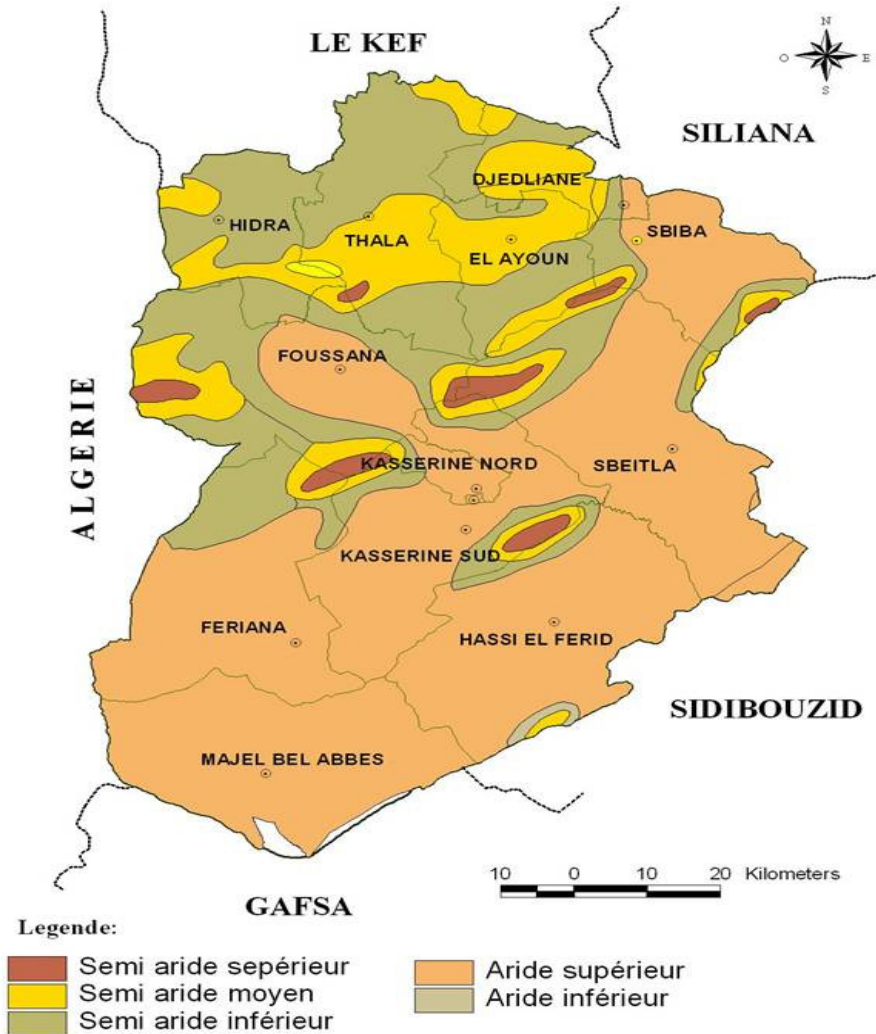 LE KEF
N
O E
S
SILIANA
DJEDLIANE
HIDRA
SBIBA
THALA
EL AYOUN
FOUSSANA
ALGERIE
KASSERINE NORD
SBEITLA
KASSERINE SUD
FERIANA
HASSI EL FERID
SIDIBOUZID
MAJEL BEL ABBES
10 0 10 20 Kilometers
GAFSA
Legende:
Semi aride sepérieur
Semi aride moyen
Semi aride inférieur
Aride supérieur
Aride inférieur